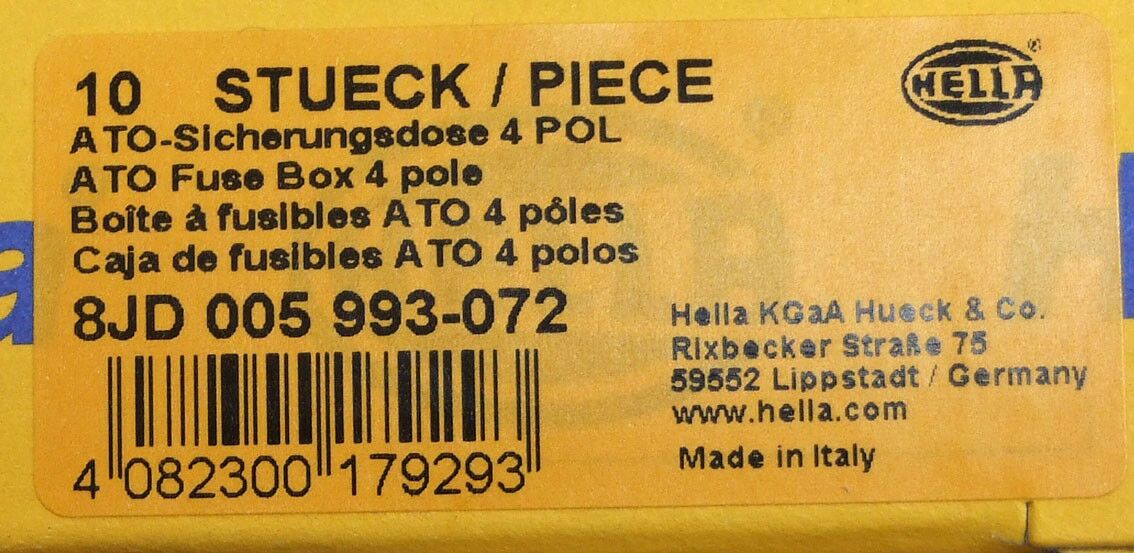 10 STUECK / PIECE
HELLA®
ATO-Sicherungsdose 4 POL
ATO Fuse Box 4 pole
Boîte à fusibles ATO 4 pôles
Caja de fusibles ATO 4 polos
8JD 005 993-072
4 082300 179293
Hella KGaA Hueck & Co.
Rixbecker Straße 75
59552 Lippstadt / Germany
www.hella.com
Made in Italy